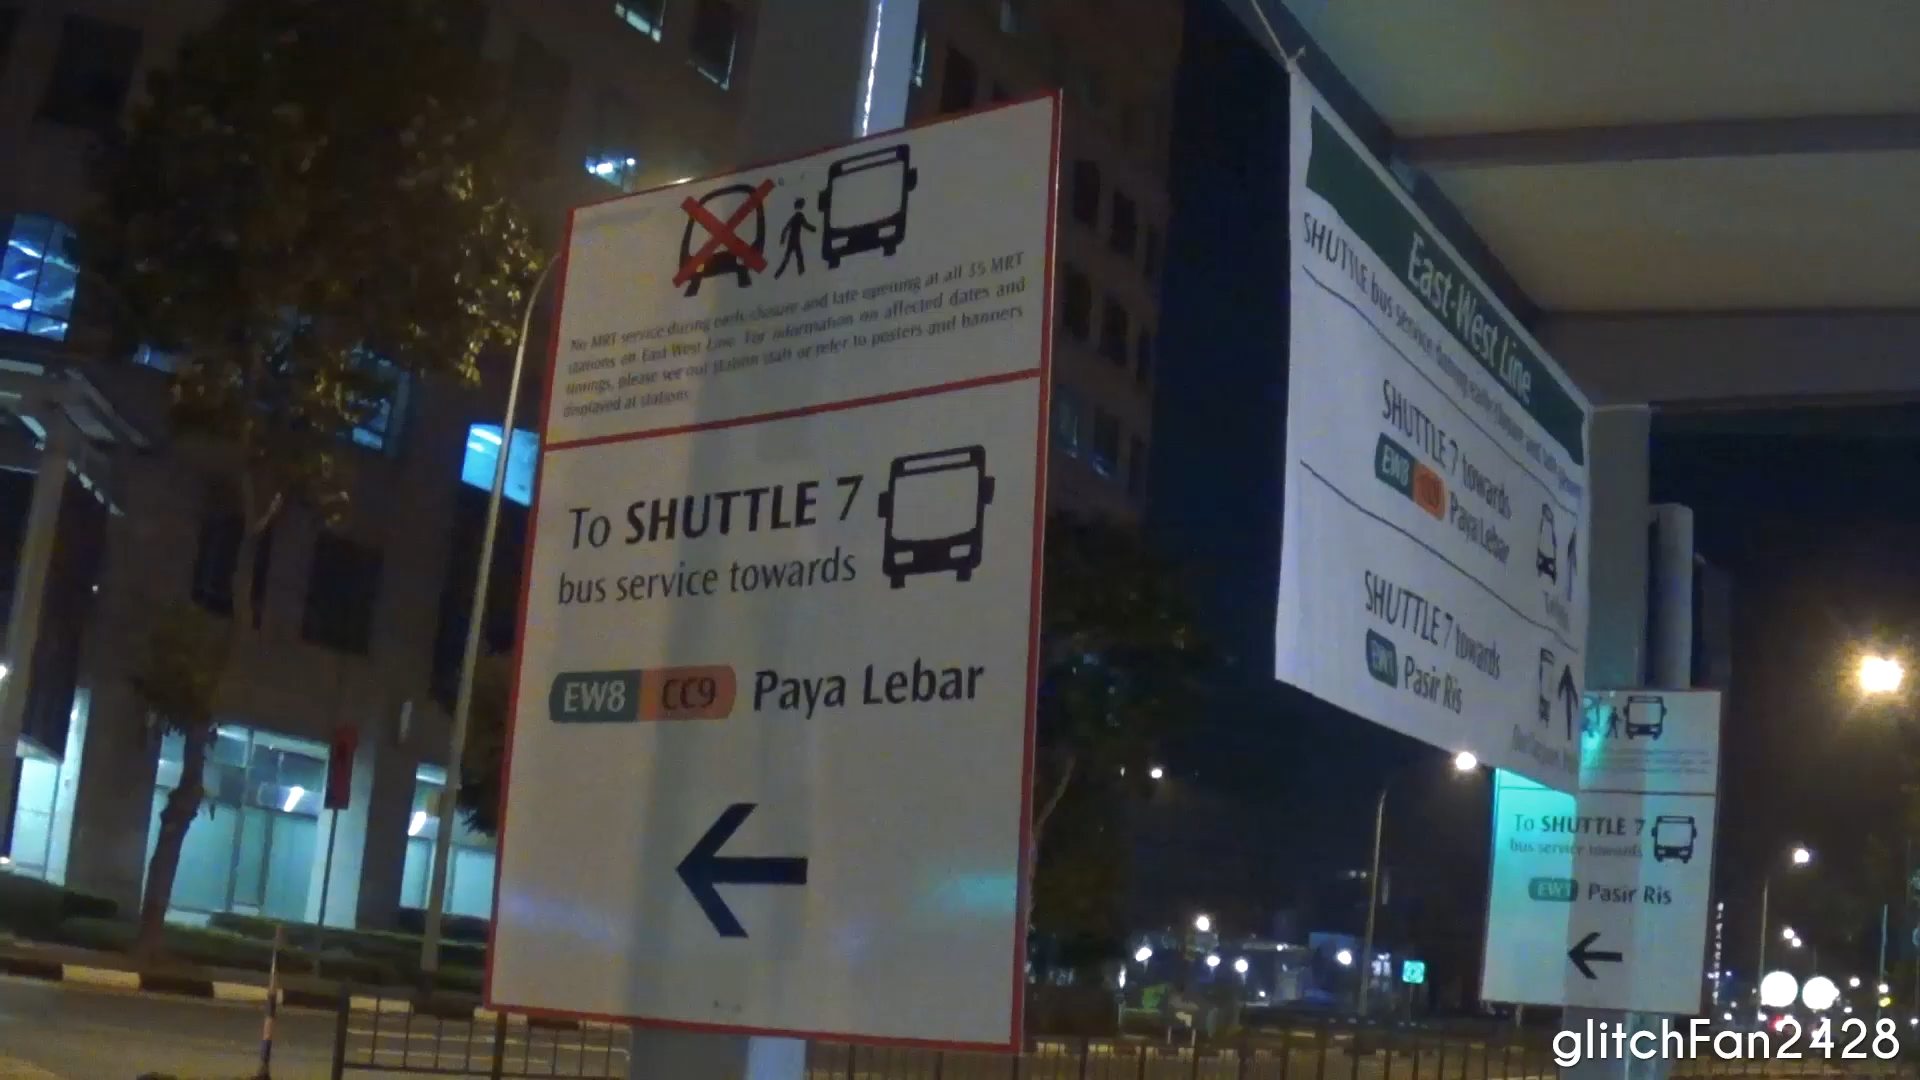 No MRT service during early closure and late opening at all 35 MRT
stations on East West Line. For information on affected dates and
timings, please see our station staff or refer to posters and banners
displayed at stations
To SHUTTLE 7
bus service towards
EW8 CC9 Paya Lebar
East-West Line
SHUTTLE bus service during early closure and late opening
SHUTTLE 7 towards
EW8 CC9 Paya Lebar
SHUTTLE 7 towards
EW1 Pasir Ris
To SHUTTLE 7
bus service towards
EW1 Pasir Ris
glitchFan2428